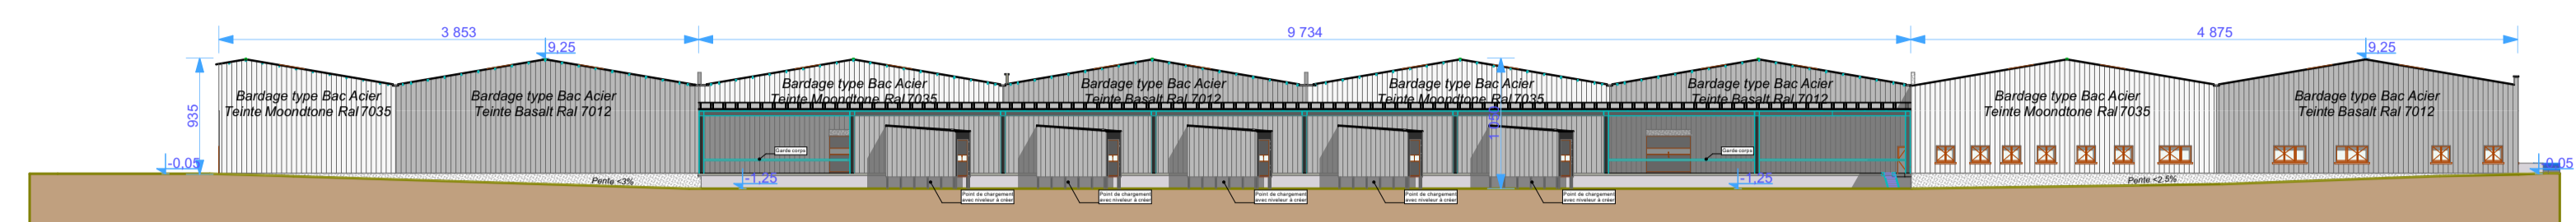 3 853
9 734
4 875
9,25
9,25
Bardage type Bac Acier
Teinte Moondtone Ral 7035
Bardage type Bac Acier
Teinte Basalt Ral 7012
Bardage type Bac Acier
Teinte Moondtone Ral 7035
Bardage type Bac Acier
Teinte Basalt Ral 7012
Bardage type Bac Acier
Teinte Moondtone Ral 7035
Bardage type Bac Acier
Teinte Basalt Ral 7012
Bardage type Bac Acier
Teinte Moondtone Ral 7035
Bardage type Bac Acier
Teinte Basalt Ral 7012
935
Garde corps
Garde corps
-0,05
-0,05
Pente <3%
-1,25
-1,25
Pente <2.5%
Point de chargement
avec niveleur à créer
Point de chargement
avec niveleur à créer
Point de chargement
avec niveleur à créer
Point de chargement
avec niveleur à créer
Point de chargement
avec niveleur à créer